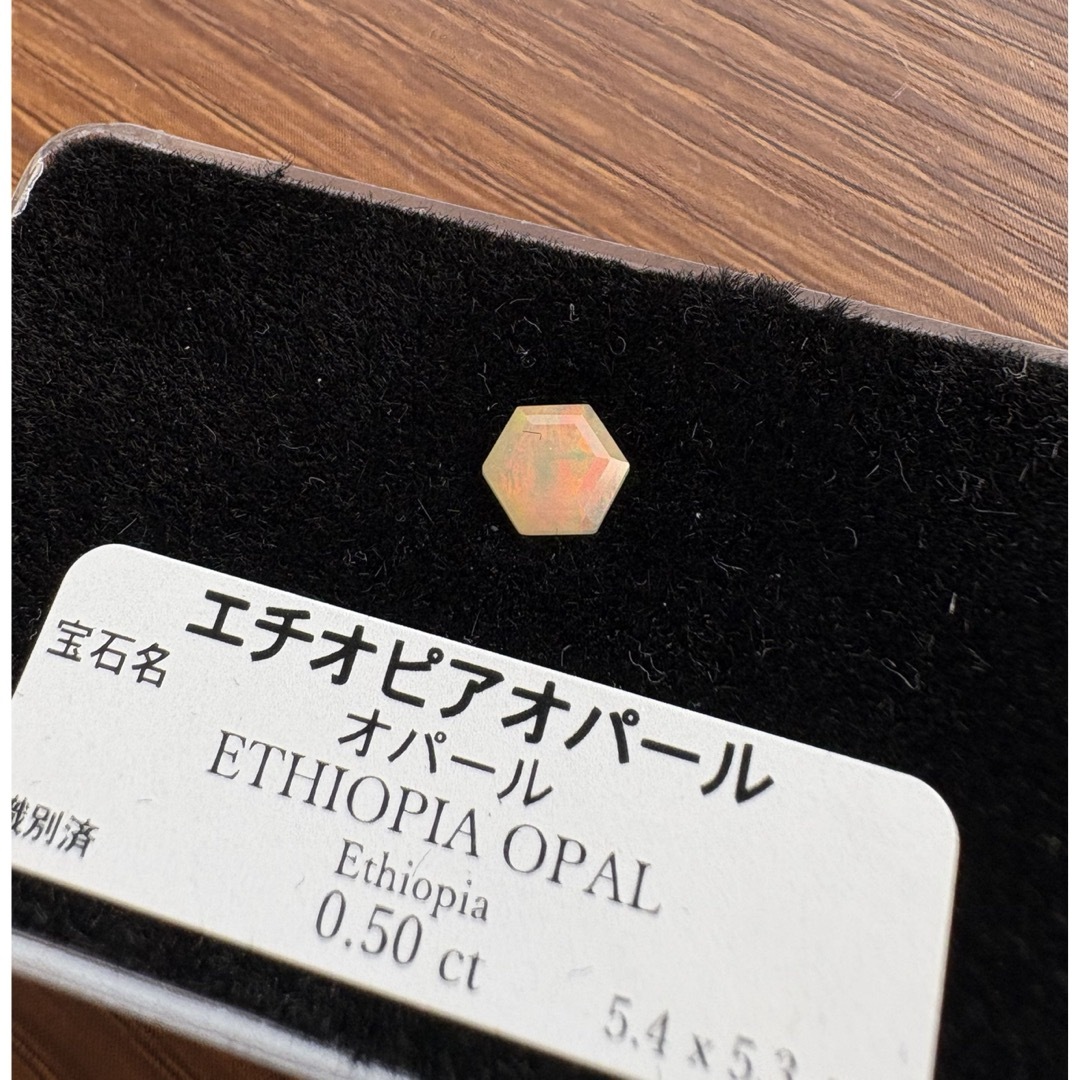 エチオピアオパール
宝石名
オパール
ETHIOPIA OPAL
識別済
Ethiopia
0.50 ct
5.4 x 5.3